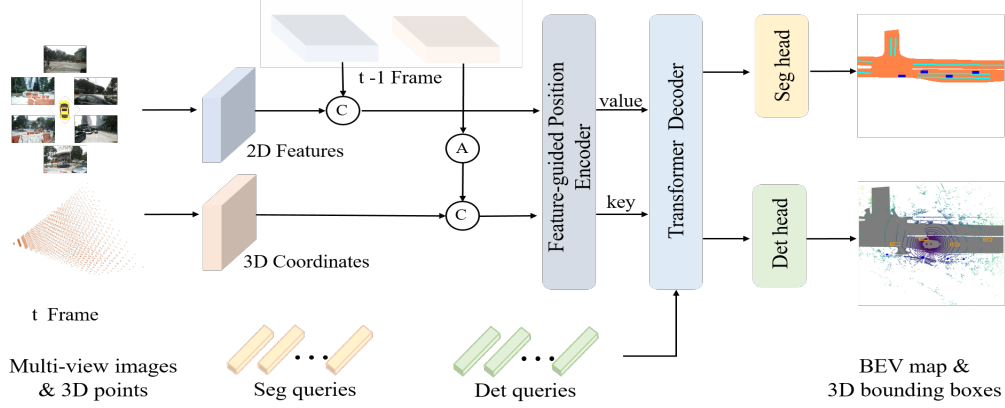 t -1 Frame
C
2D Features
A
C
3D Coordinates
Feature-guided Position
Encoder
value
key
Transformer Decoder
Seg head
Det head
t Frame
Multi-view images
& 3D points
Seg queries
Det queries
BEV map &
3D bounding boxes